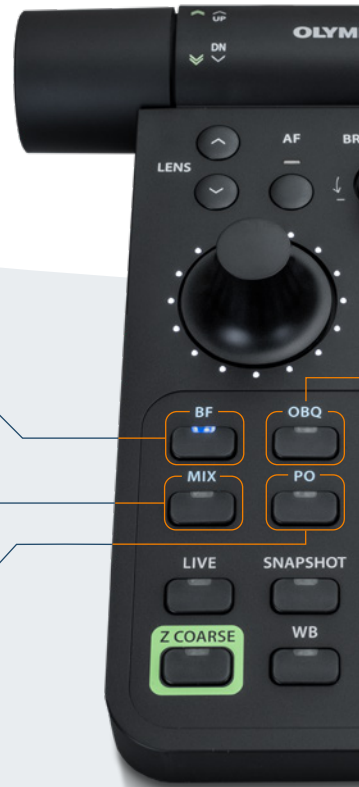 UP
OLYM
DN
AF
BR
LENS
BF
OBQ
MIX
PO
LIVE
SNAPSHOT
Z COARSE
WB